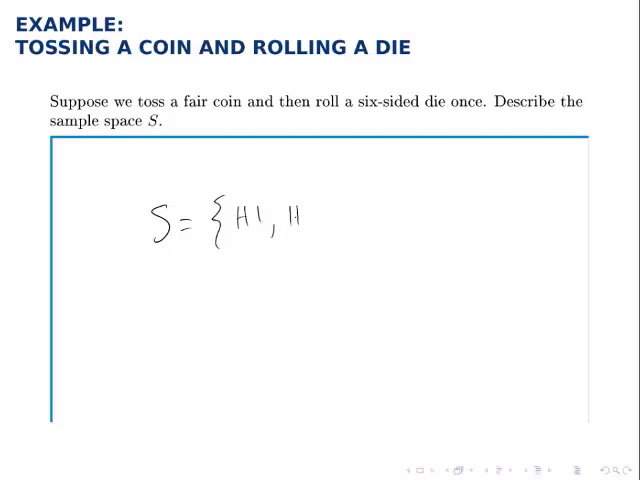 EXAMPLE:
TOSSING A COIN AND ROLLING A DIE
Suppose we toss a fair coin and then roll a six-sided die once. Describe the
sample space S.
S = { H1, H